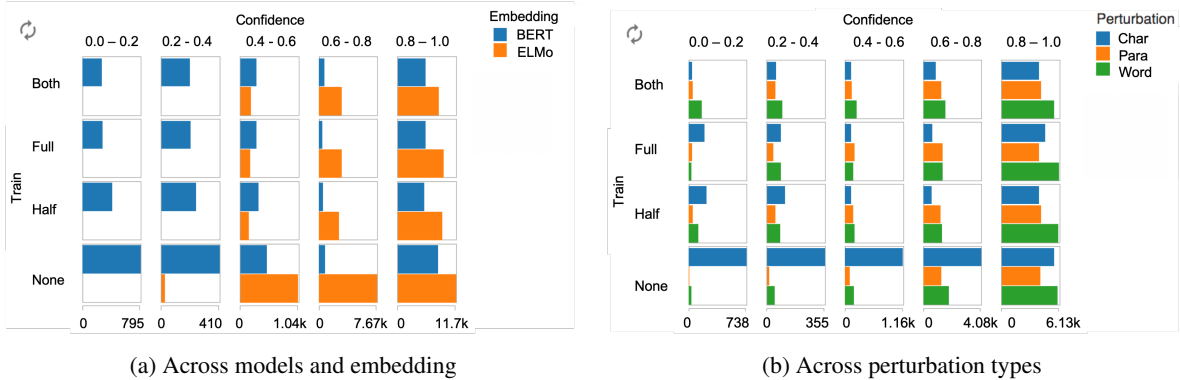 Confidence
Embedding
BERT
ELMo
0.0 – 0.2 0.2 - 0.4 0.4 - 0.6 0.6 - 0.8 0.8 – 1.0
Train
Both
Full
Half
None
0 795 0 410 0 1.04k 0 7.67k 0 11.7k
(a) Across models and embedding
Confidence
Perturbation
Char
Para
Word
0.0 – 0.2 0.2 - 0.4 0.4 - 0.6 0.6 - 0.8 0.8 – 1.0
Train
Both
Full
Half
None
0 738 0 355 0 1.16k 0 4.08k 0 6.13k
(b) Across perturbation types